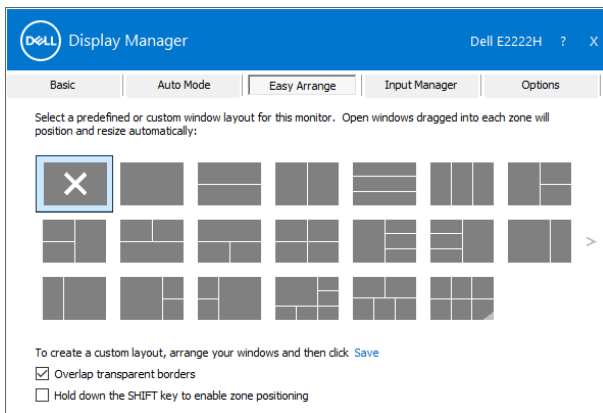 DELL Display Manager
Dell E2222H ? X
Basic Auto Mode Easy Arrange Input Manager Options
Select a predefined or custom window layout for this monitor. Open windows dragged into each zone will
position and resize automatically:
>
To create a custom layout, arrange your windows and then click Save
Overlap transparent borders
Hold down the SHIFT key to enable zone positioning